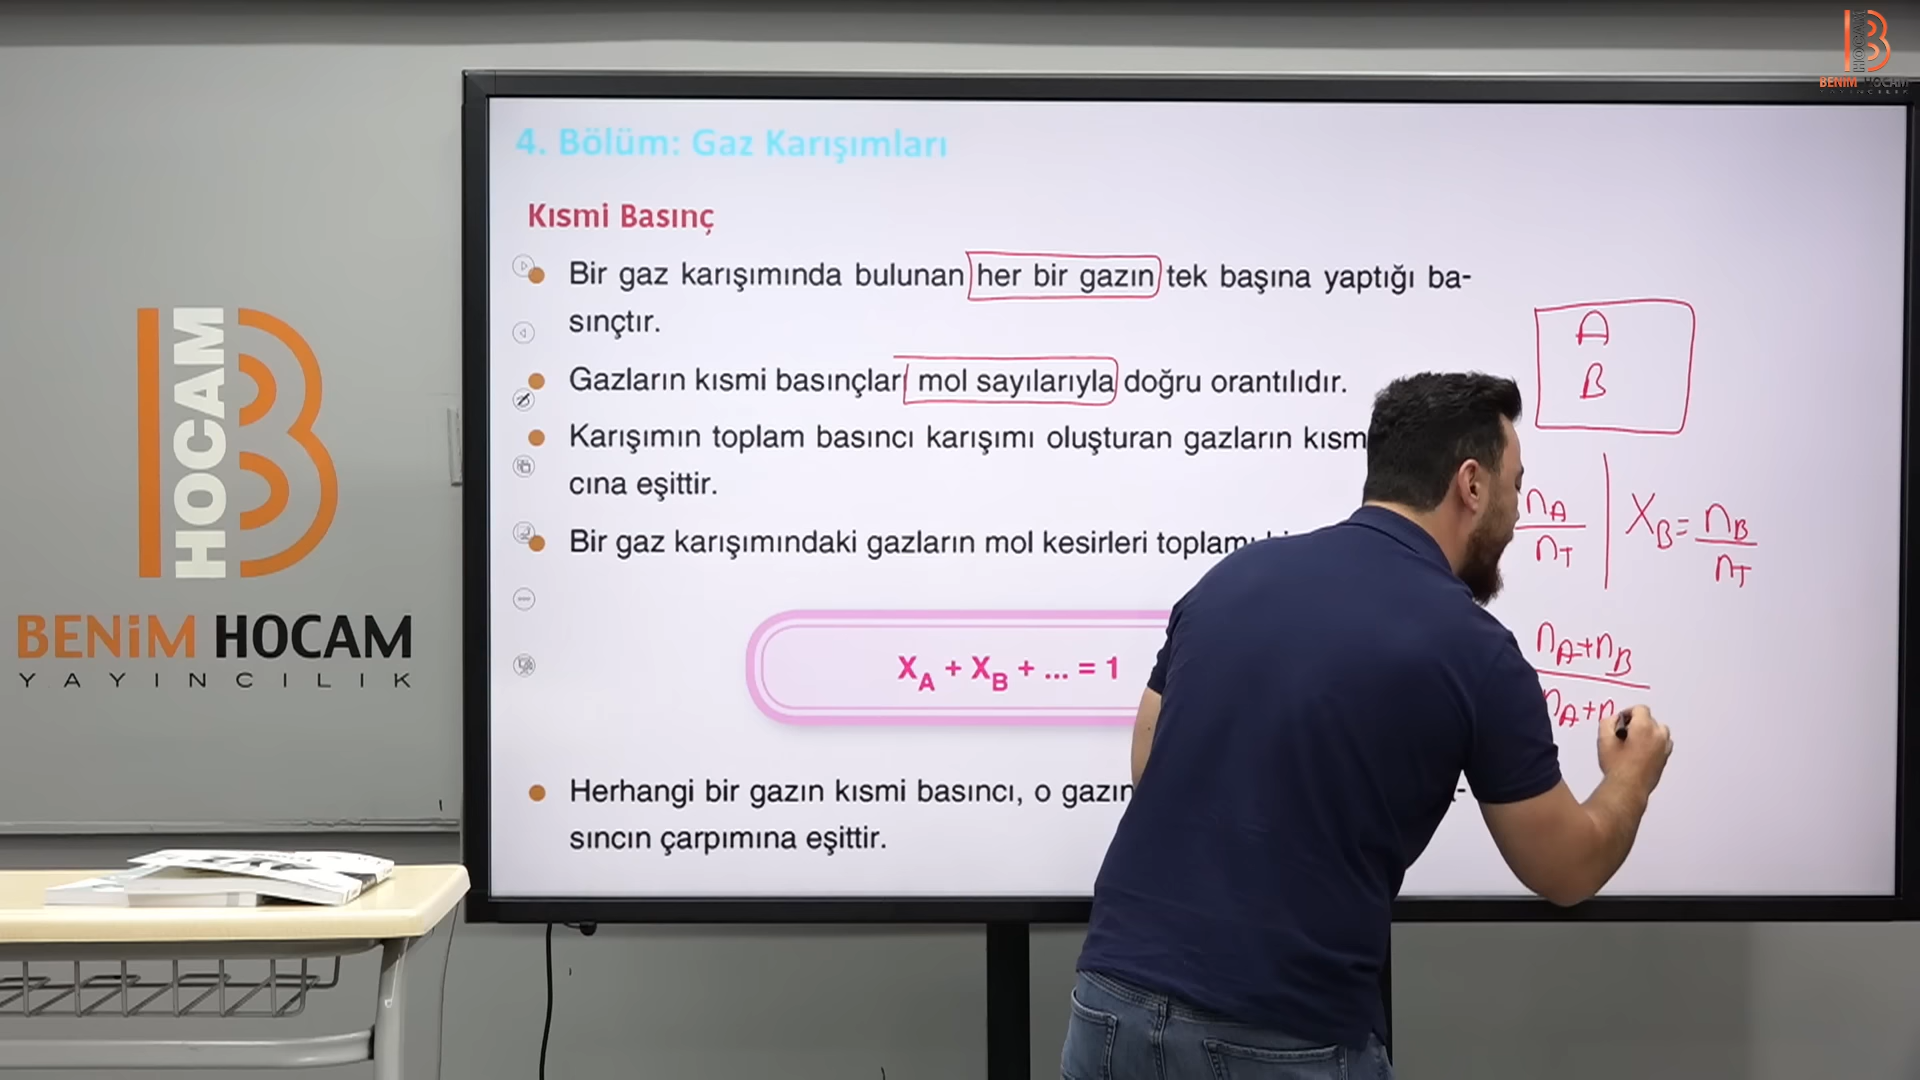 HOCAM
B
BENİM HOCAM
YAYINCILIK
4. Bölüm: Gaz Karışımları
Kısmi Basınç
Bir gaz karışımında bulunan her bir gazın tek başına yaptığı ba-
sınçtır.
Gazların kısmi basınçları mol sayılarıyla doğru orantılıdır.
Karışımın toplam basıncı karışımı oluşturan gazların
cına eşittir.
Bir gaz karışımındaki gazların mol kesirleri toplamı
X_A + X_B + ... = 1
Herhangi bir gazın kısmi basıncı, o gazın
sıncın çarpımına eşittir.
A
B
n_A
n_T
X_B = n_B
n_T
n_A + n_B
n_A + n
HOCAM
B
BENİM HOCAM
YAYINCILIK